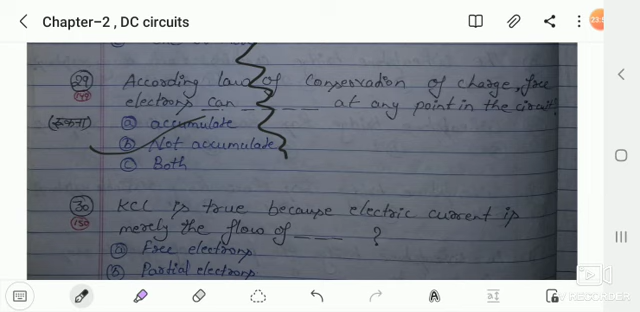 Chapter-2 , DC circuits
29 According law of conservation of charge, free
electrons can ______ at any point in the circuit.
(a) accumulate
(b) Not accumulate
(c) Both
30 KCL is true because electric current is
150
merely the flow of ____ ?
(a) Free electrons
(b) Partial electrons